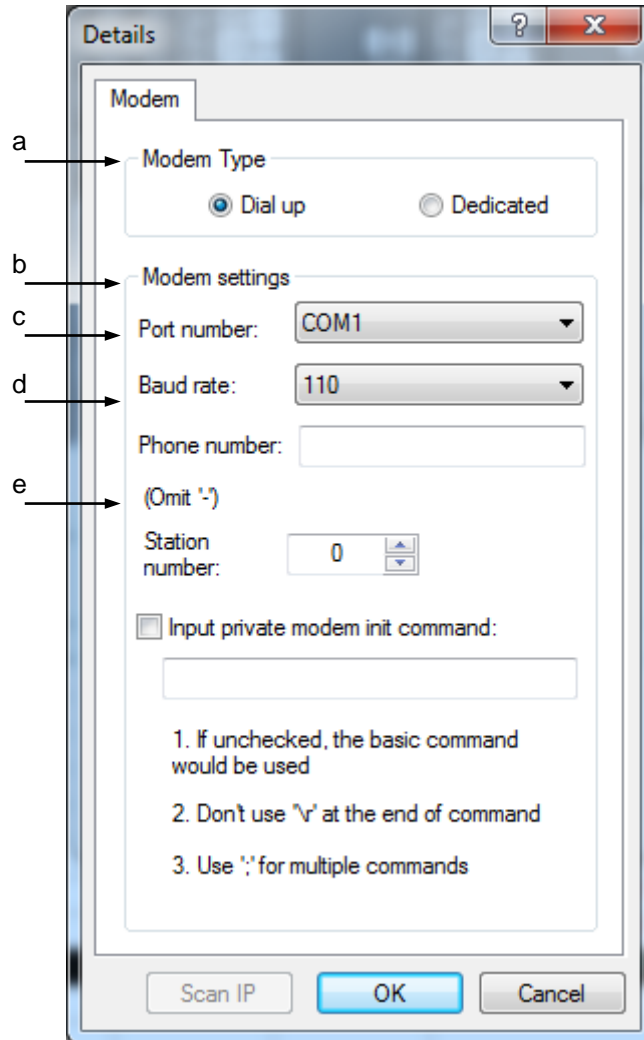 Details
?
X
Modem
a
Modem Type
Dial up
Dedicated
b
Modem settings
c
Port number:
COM1
d
Baud rate:
110
Phone number:
e
(Omit '-')
Station
number:
0
Input private modem init command:
1. If unchecked, the basic command
would be used
2. Don't use '\r' at the end of command
3. Use ';' for multiple commands
Scan IP
OK
Cancel